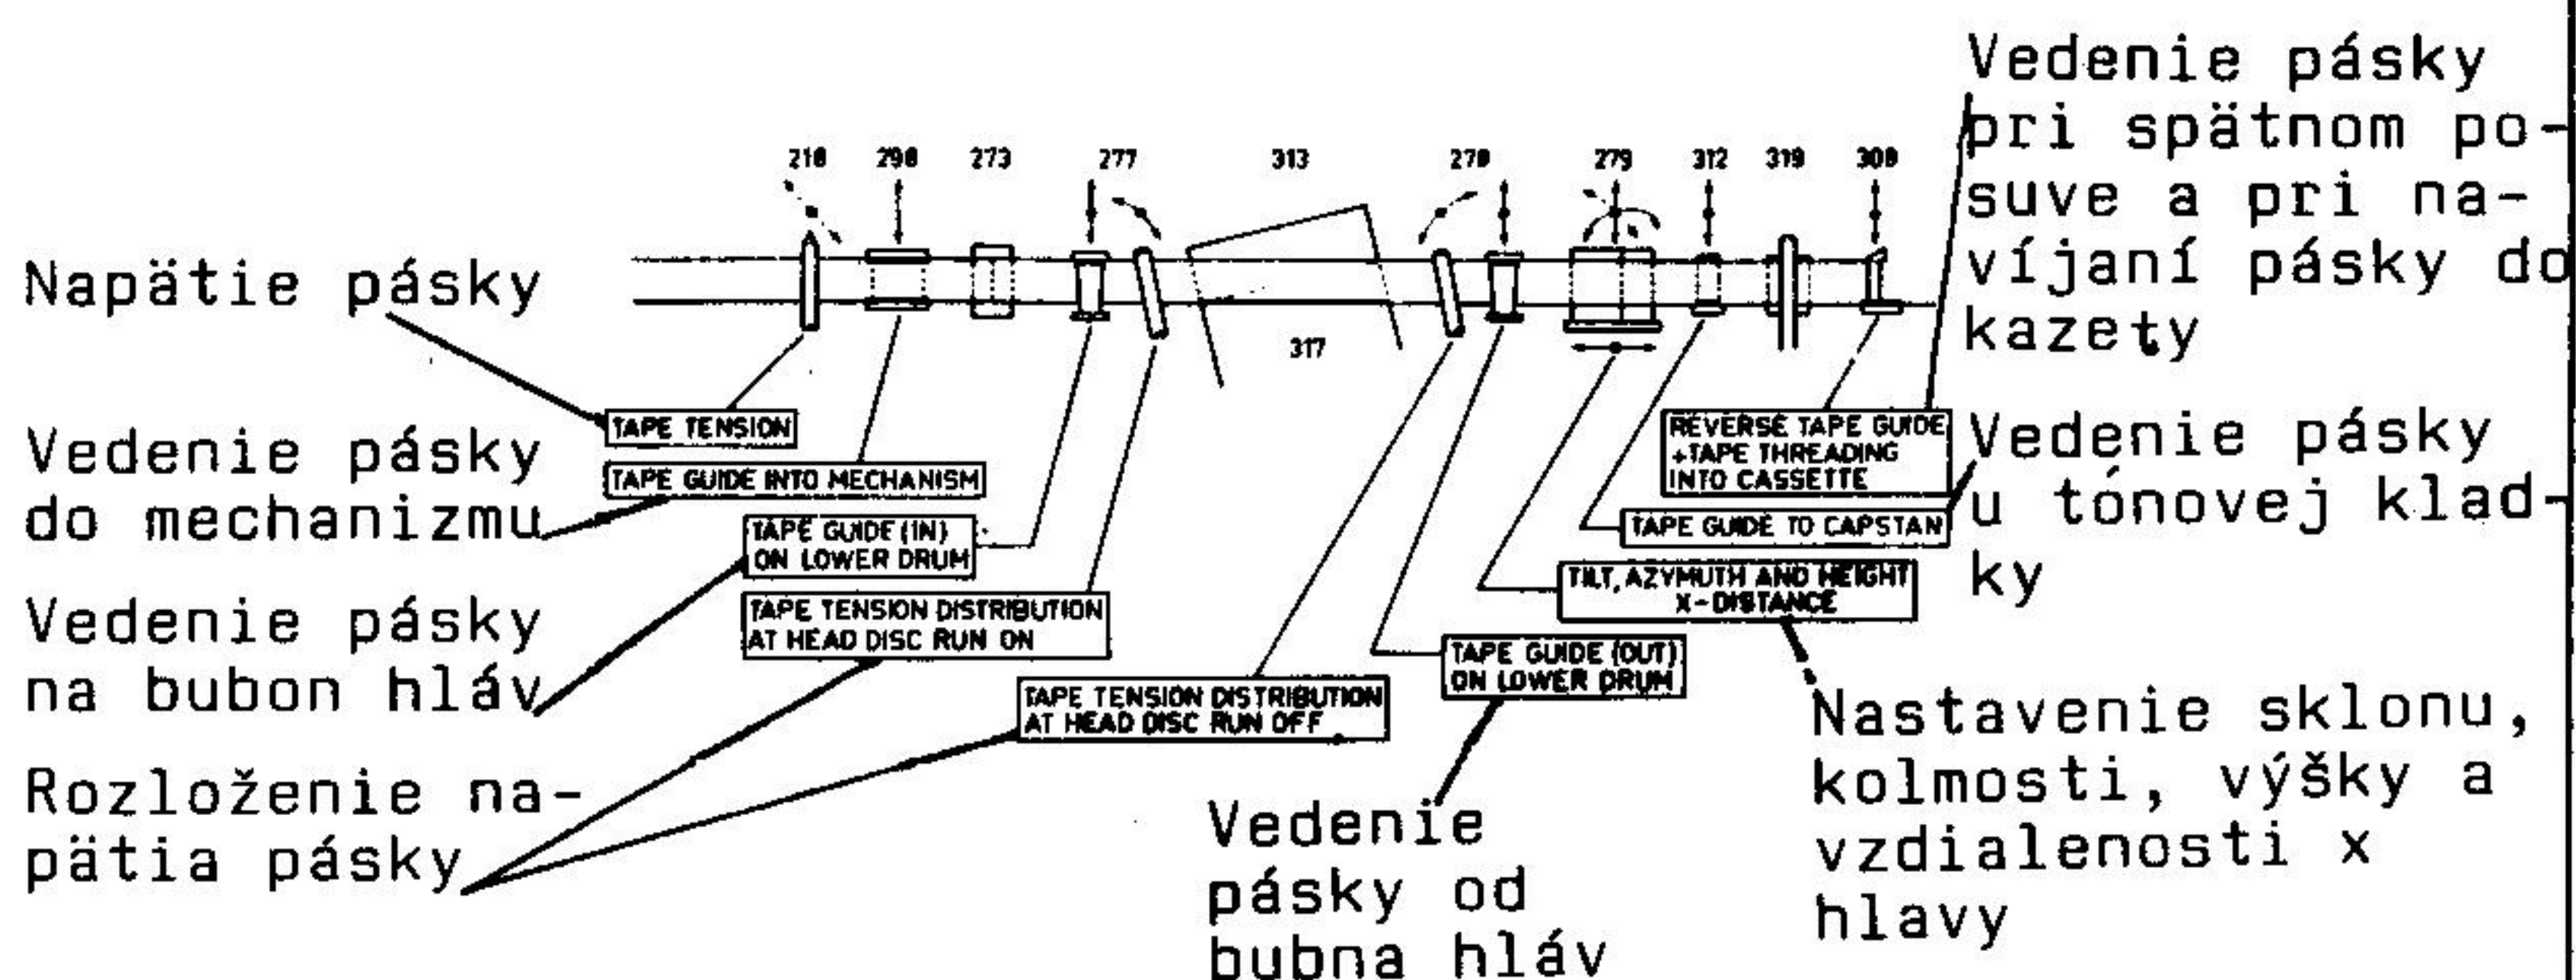 Napätie pásky
Vedenie pásky
do mechanizmu
Vedenie pásky
na bubon hláv
Rozloženie na-
pätia pásky
273
277
313
279
312
317
TAPE TENSION
TAPE GUIDE INTO MECHANISM
TAPE GUIDE (IN)
ON LOWER DRUM
TAPE TENSION DISTRIBUTION
AT HEAD DISC RUN ON
TAPE TENSION DISTRIBUTION
AT HEAD DISC RUN OFF
TAPE GUIDE (OUT)
ON LOWER DRUM
TILT, AZYMUTH AND HEIGHT
X-DISTANCE
TAPE GUIDE TO CAPSTAN
REVERSE TAPE GUIDE
+TAPE THREADING
INTO CASSETTE
Vedenie
pásky od
bubna hláv
Vedenie pásky
pri spätnom po-
suve a pri na-
víjaní pásky do
kazety
Vedenie pásky
u tónovej klad-
ky
Nastavenie sklonu,
kolmosti, výšky a
vzdialenosti x
hlavy